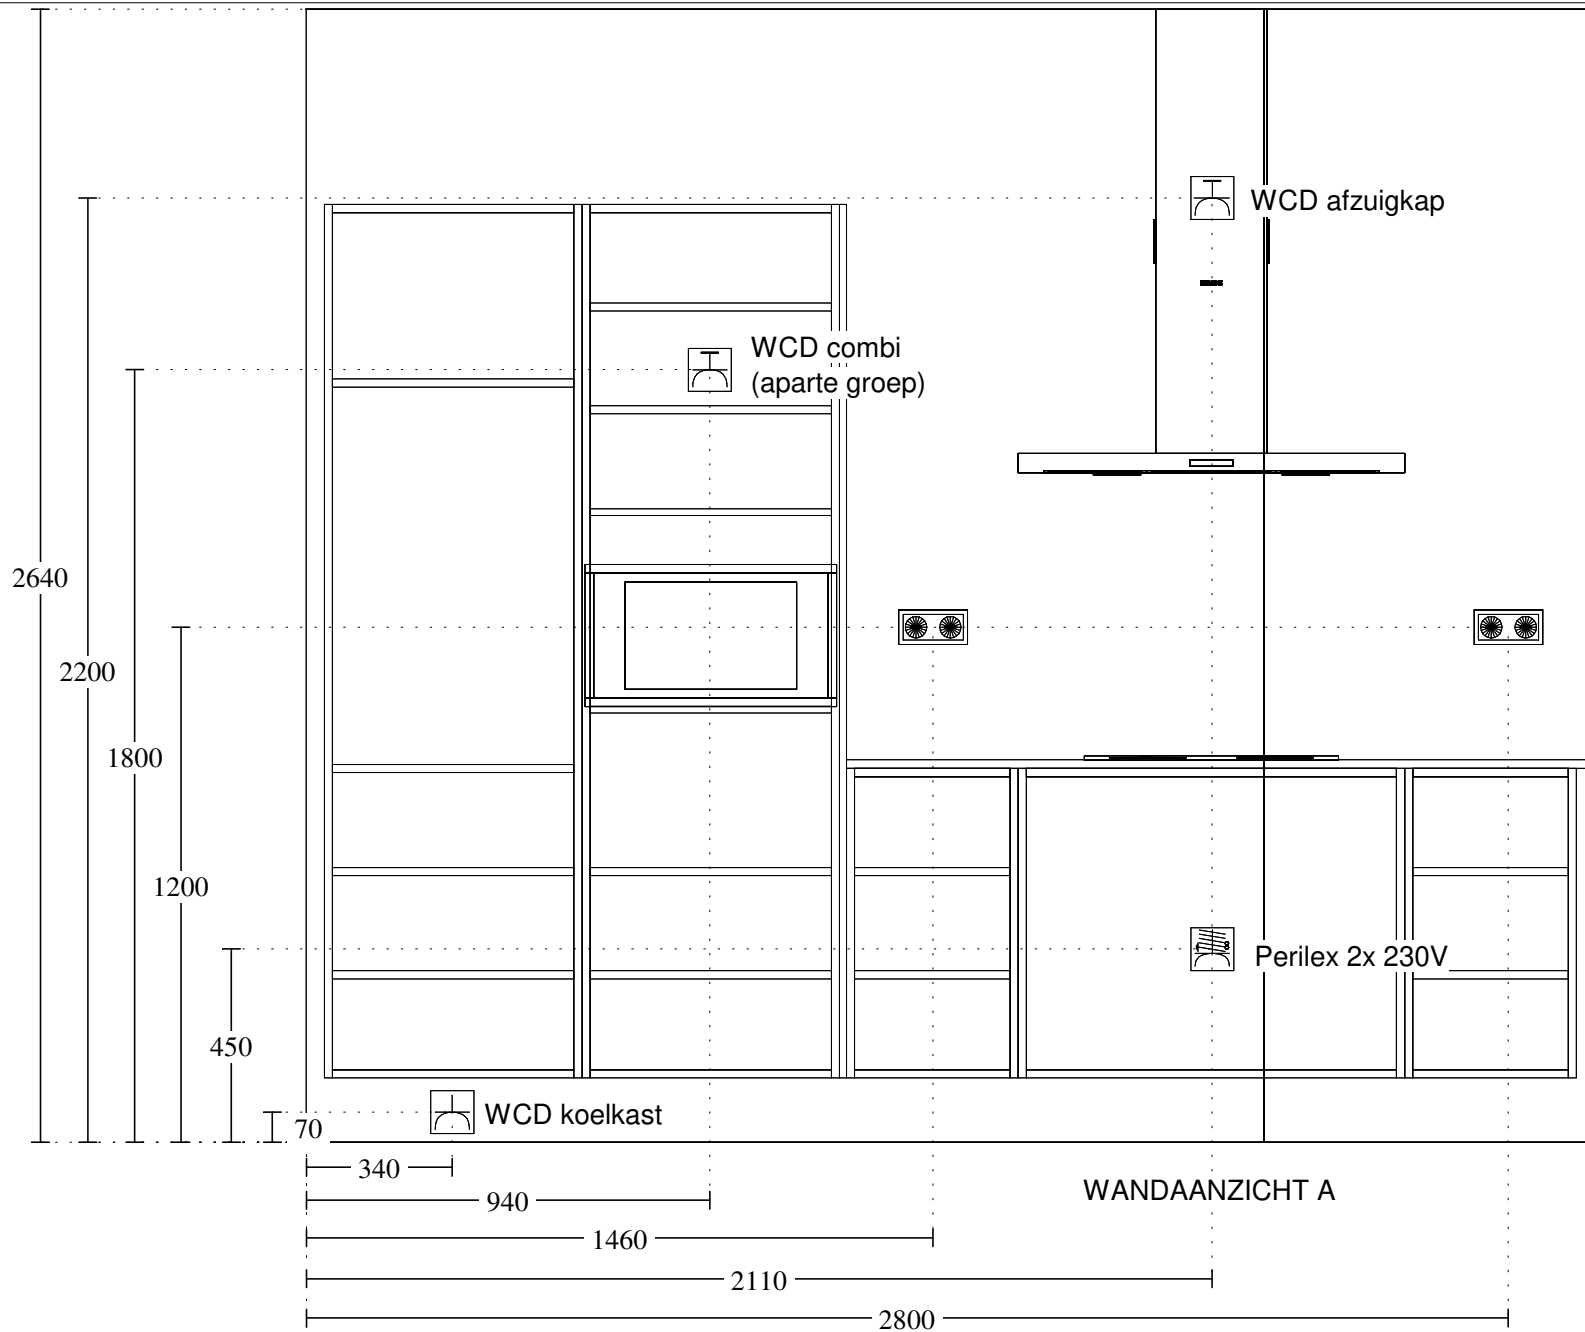 WCD afzuigkap
WCD combi
(aparte groep)
2640
2200
1800
1200
Perilex 2x 230V
450
WCD koelkast
70
340
WANDAANZICHT A
940
1460
2110
2800